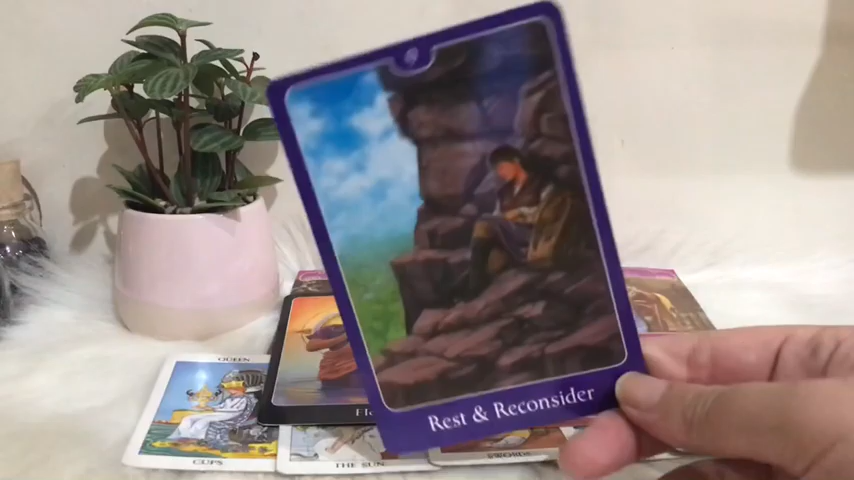 Rest & Reconsider
QUEEN
CUPS
THE SUN
SWORDS